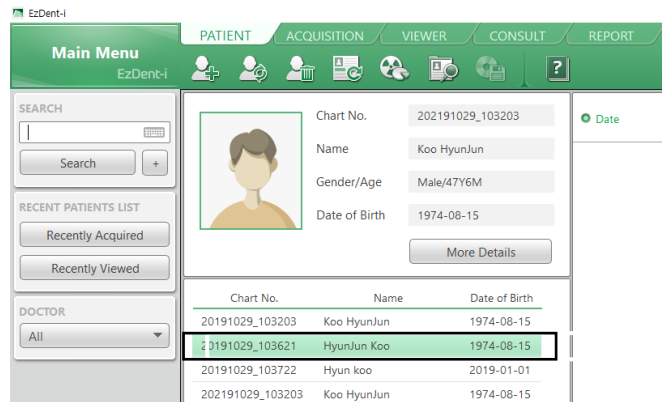 EzDent-i
Main Menu
EzDent-i
PATIENT ACQUISITION VIEWER CONSULT REPORT
?
SEARCH
Search +
RECENT PATIENTS LIST
Recently Acquired
Recently Viewed
DOCTOR
All
Chart No. 202191029_103203
Name Koo HyunJun
Gender/Age Male/47Y6M
Date of Birth 1974-08-15
More Details
Date
Chart No. Name Date of Birth
20191029_103203 Koo HyunJun 1974-08-15
20191029_103621 HyunJun Koo 1974-08-15
20191029_103722 Hyun koo 2019-01-01
202191029_103203 Koo HyunJun 1974-08-15